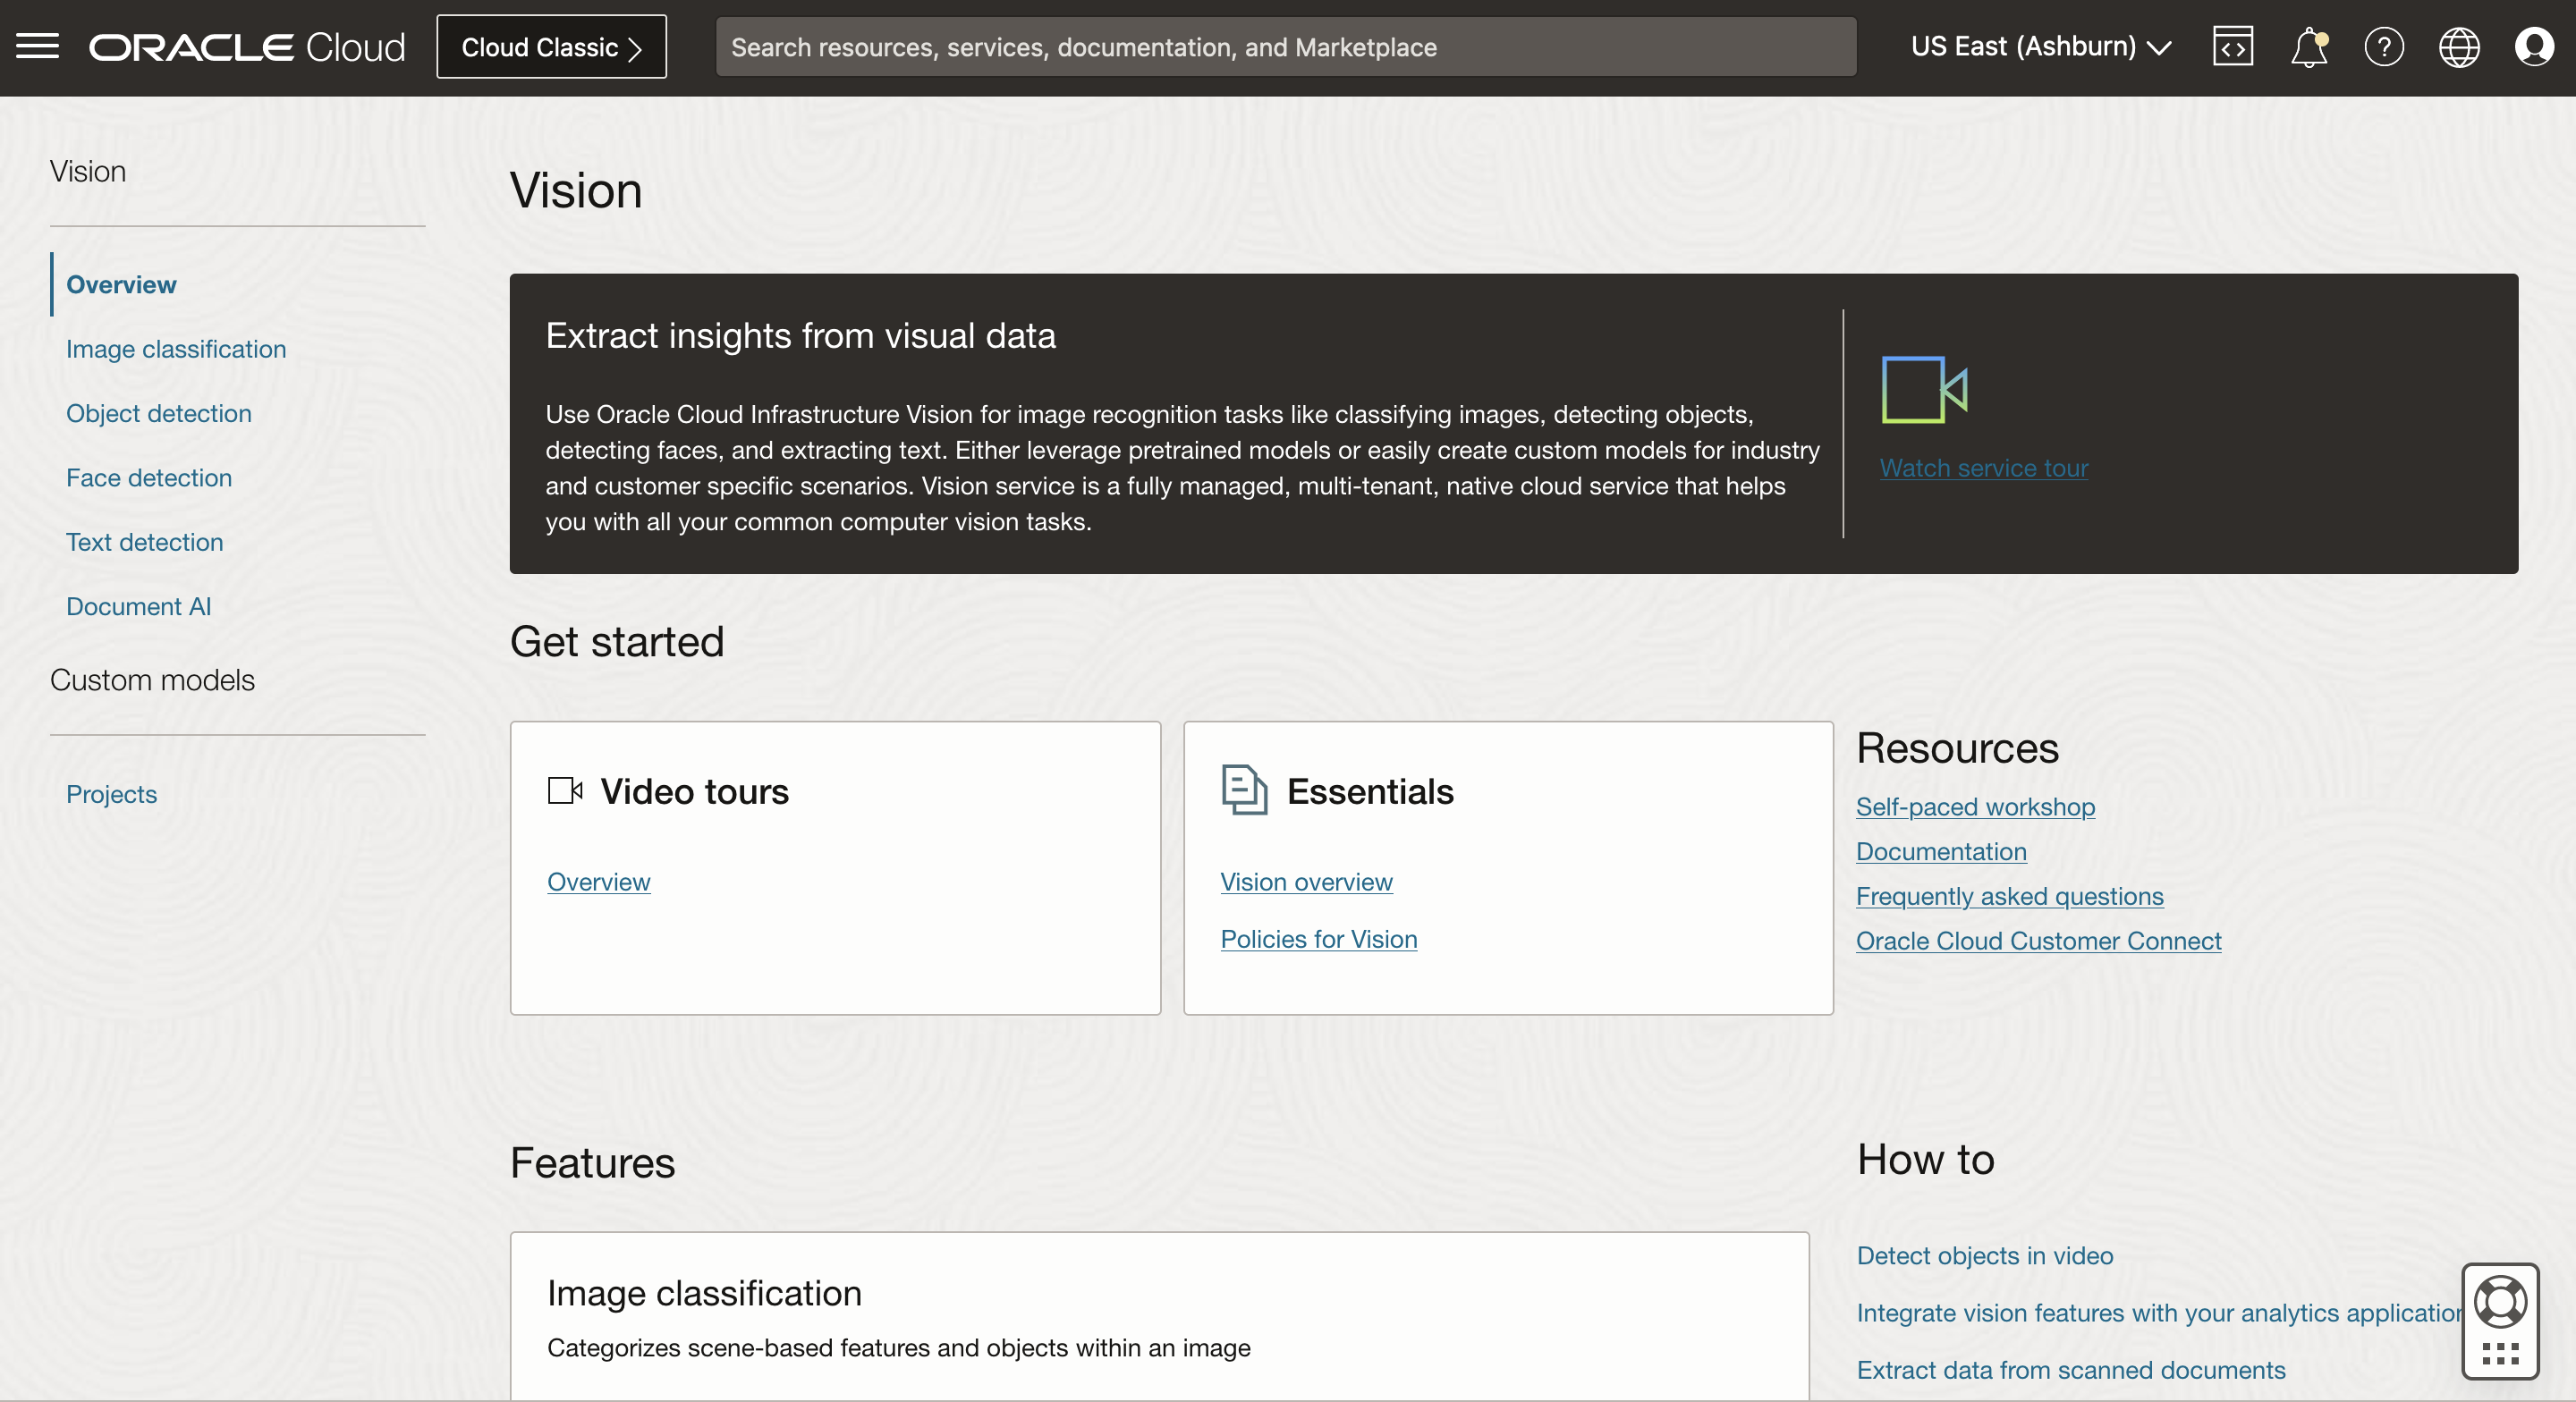 ORACLE Cloud
Cloud Classic
Search resources, services, documentation, and Marketplace
US East (Ashburn)
Vision
Overview
Image classification
Object detection
Face detection
Text detection
Document AI
Custom models
Projects
Vision
Extract insights from visual data
Use Oracle Cloud Infrastructure Vision for image recognition tasks like classifying images, detecting objects,
detecting faces, and extracting text. Either leverage pretrained models or easily create custom models for industry
and customer specific scenarios. Vision service is a fully managed, multi-tenant, native cloud service that helps
you with all your common computer vision tasks.
Watch service tour
Get started
Video tours
Overview
Essentials
Vision overview
Policies for Vision
Resources
Self-paced workshop
Documentation
Frequently asked questions
Oracle Cloud Customer Connect
Features
Image classification
Categorizes scene-based features and objects within an image
How to
Detect objects in video
Integrate vision features with your analytics application
Extract data from scanned documents